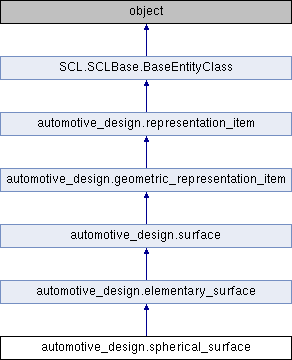 object
SCL.SCLBase.BaseEntityClass
automotive_design.representation_item
automotive_design.geometric_representation_item
automotive_design.surface
automotive_design.elementary_surface
automotive_design.spherical_surface